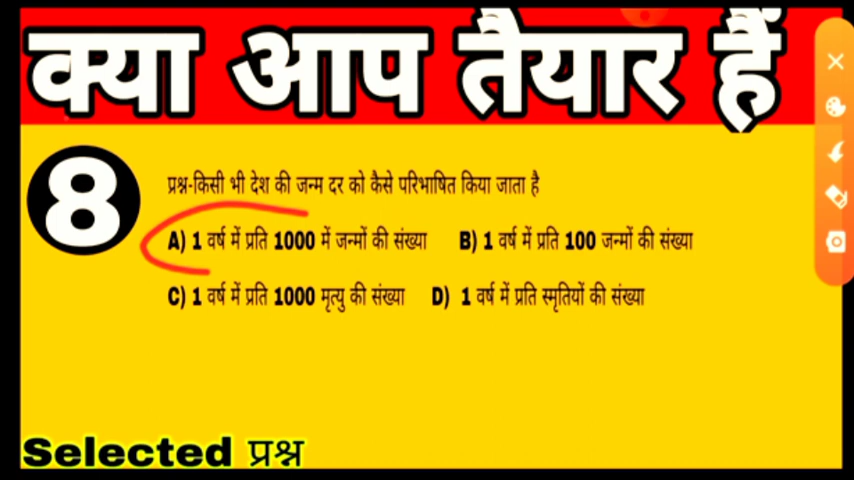 क्या आप तैयार हैं
8
प्रश्न-किसी भी देश की जन्म दर को कैसे परिभाषित किया जाता है
A) 1 वर्ष में प्रति 1000 में जन्मों की संख्या B) 1 वर्ष में प्रति 100 जन्मों की संख्या
C) 1 वर्ष में प्रति 1000 मृत्यु की संख्या D) 1 वर्ष में प्रति स्मृतियों की संख्या
Selected प्रश्न